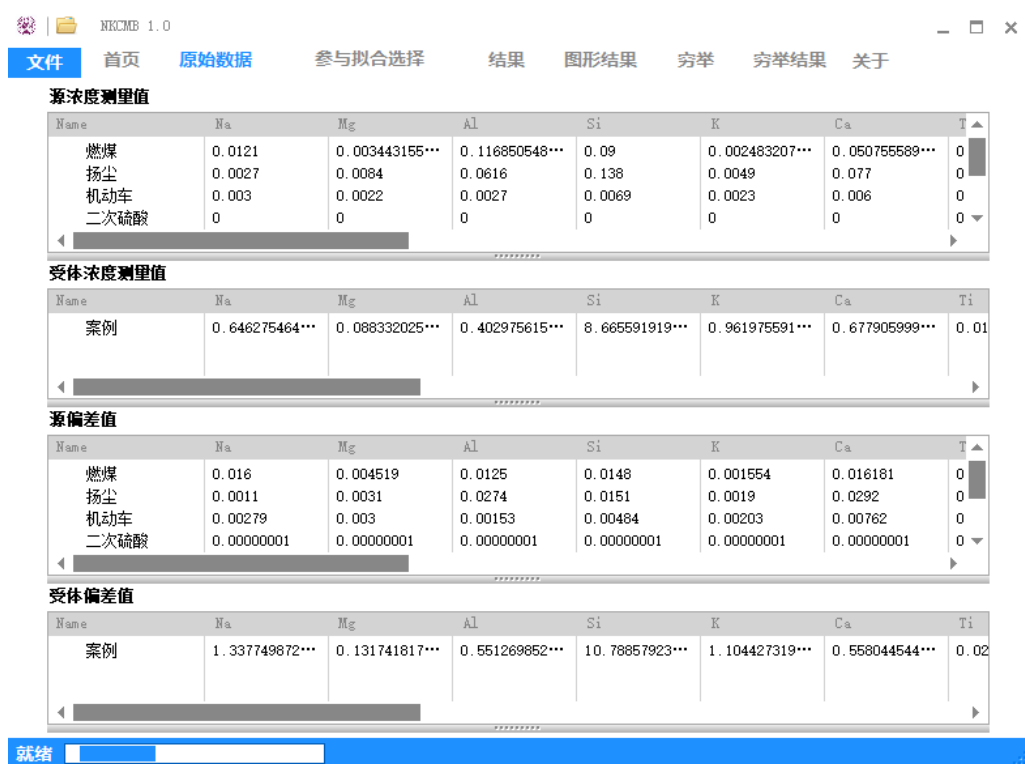 NKCMB 1.0
文件 首页 原始数据 参与拟合选择 结果 图形结果 穷举 穷举结果 关于
源浓度测量值
Name Na Mg Al Si K Ca T
燃煤 0.0121 0.003443155··· 0.116850548··· 0.09 0.002483207··· 0.050755589··· 0
扬尘 0.0027 0.0084 0.0616 0.138 0.0049 0.077 0
机动车 0.003 0.0022 0.0027 0.0069 0.0023 0.006 0
二次硫酸 0 0 0 0 0 0 0
受体浓度测量值
Name Na Mg Al Si K Ca Ti
案例 0.646275464··· 0.088332025··· 0.402975615··· 8.665591919··· 0.961975591··· 0.677905999··· 0.01
源偏差值
Name Na Mg Al Si K Ca T
燃煤 0.016 0.004519 0.0125 0.0148 0.001554 0.016181 0
扬尘 0.0011 0.0031 0.0274 0.0151 0.0019 0.0292 0
机动车 0.00279 0.003 0.00153 0.00484 0.00203 0.00762 0
二次硫酸 0.00000001 0.00000001 0.00000001 0.00000001 0.00000001 0.00000001 0
受体偏差值
Name Na Mg Al Si K Ca Ti
案例 1.337749872··· 0.131741817··· 0.551269852··· 10.78857923··· 1.104427319··· 0.558044544··· 0.02
就绪